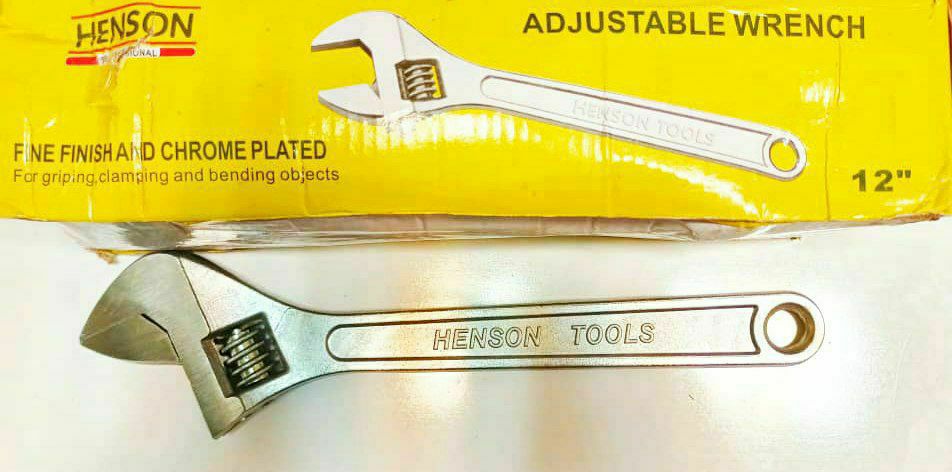 HENSON
ADJUSTABLE WRENCH
HENSON TOOLS
FINE FINISH AND CHROME PLATED
For griping,clamping and bending objects
12"
HENSON TOOLS